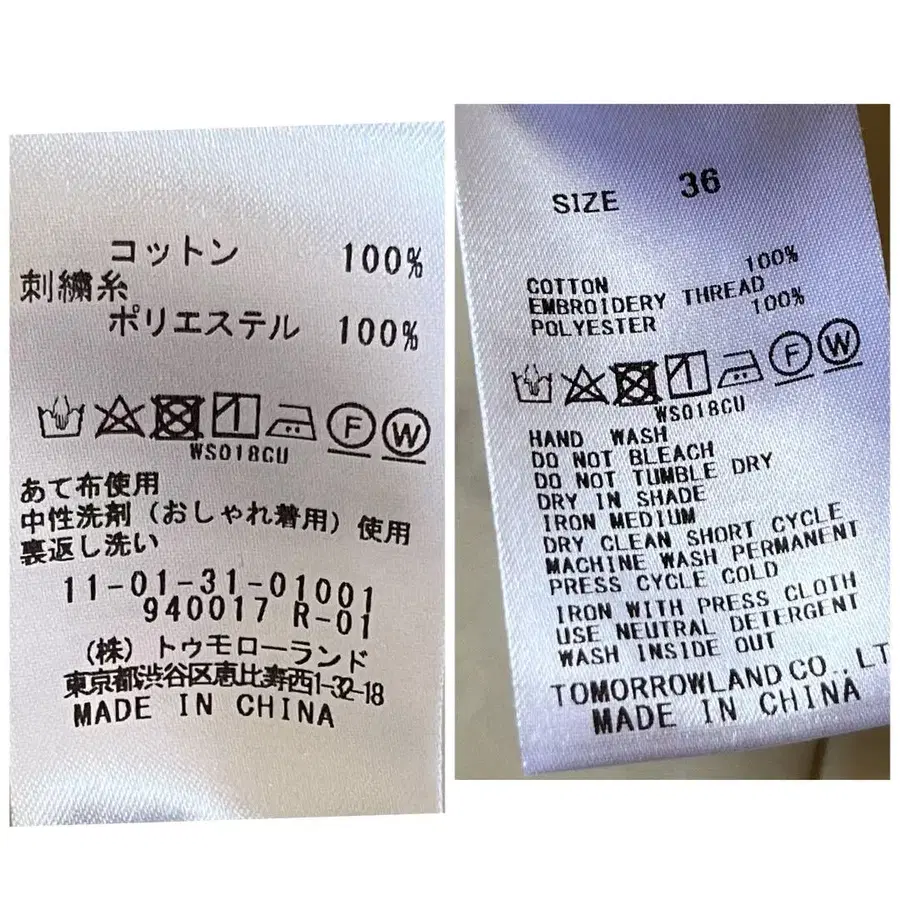 コットン 100%
刺繍糸
ポリエステル 100%
F W
WS018CU
あて布使用
中性洗剤（おしゃれ着用）使用
裏返し洗い
11-01-31-01001
940017 R-01
（株）トゥモローランド
東京都渋谷区恵比寿西1-32-18
MADE IN CHINA
SIZE 36
COTTON 100%
EMBROIDERY THREAD
POLYESTER 100%
F W
WS018CU
HAND WASH
DO NOT BLEACH
DO NOT TUMBLE DRY
DRY IN SHADE
IRON MEDIUM
DRY CLEAN SHORT CYCLE
MACHINE WASH PERMANENT
PRESS CYCLE COLD
IRON WITH PRESS CLOTH
USE NEUTRAL DETERGENT
WASH INSIDE OUT
TOMORROWLAND CO., LT
MADE IN CHINA